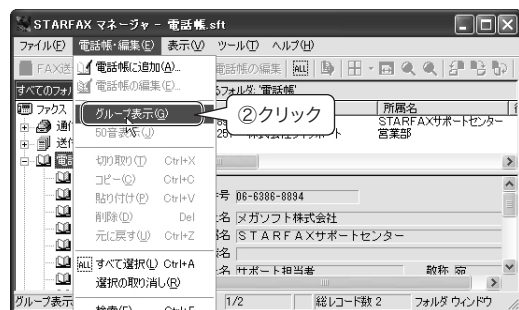 STARFAX マネージャー - 電話帳.sft
ファイル(F) 電話帳・編集(E) 表示(V) ツール(T) ヘルプ(H)
FAX送 電話帳に追加(A)... 電話帳の編集 ALL
すべてのフォ 電話帳の編集(E)... フォルダ: '電話帳'
ファクス グループ表示(G) 所属名
50音表示(J) STARFAXサポートセンター
営業部
②クリック
切り取り(T) Ctrl+X
コピー(C) Ctrl+C
貼り付け(P) Ctrl+V 号 06-6386-8894
削除(D) Del 名 メガソフト株式会社
元に戻す(U) Ctrl+Z 名 STARFAXサポートセンター
ALL すべて選択(L) Ctrl+A 名 サポート担当者 敬称 宛
選択の取り消し(R)
グループ表示 1/2 総レコード数 2 フォルダ ウィンドウ